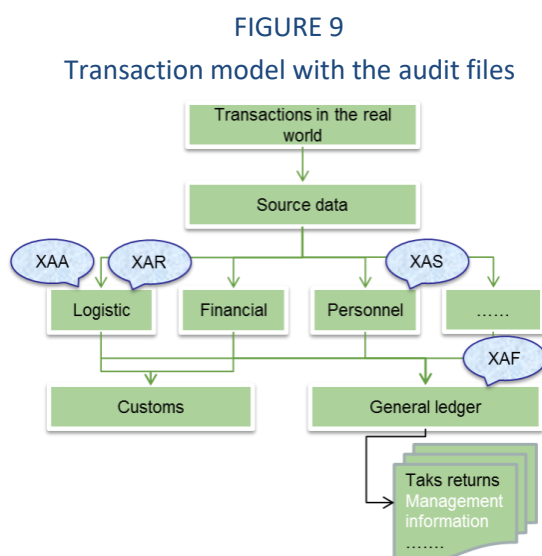 FIGURE 9
Transaction model with the audit files
Transactions in the real
world
Source data
XAA
XAR
XAS
Logistic
Financial
Personnel
......
XAF
Customs
General ledger
Taks returns
Management
information
.......